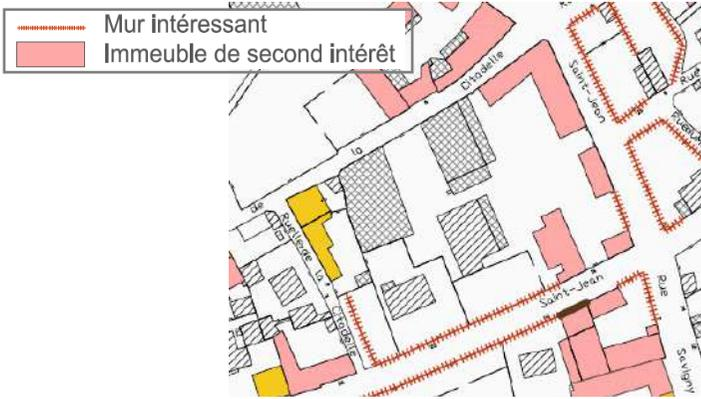 Mur intéressant
Immeuble de second intérêt
Citadelle
la
de
Saint-Jean
Rue
Ruelle de la
Citadelle
Saint-Jean
Rue
Savigny